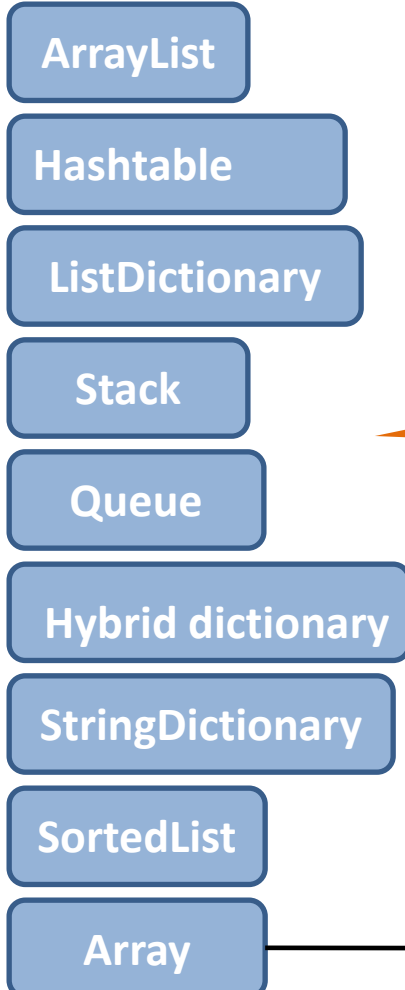 ArrayList
Hashtable
ListDictionary
Stack
Queue
Hybrid dictionary
StringDictionary
SortedList
Array